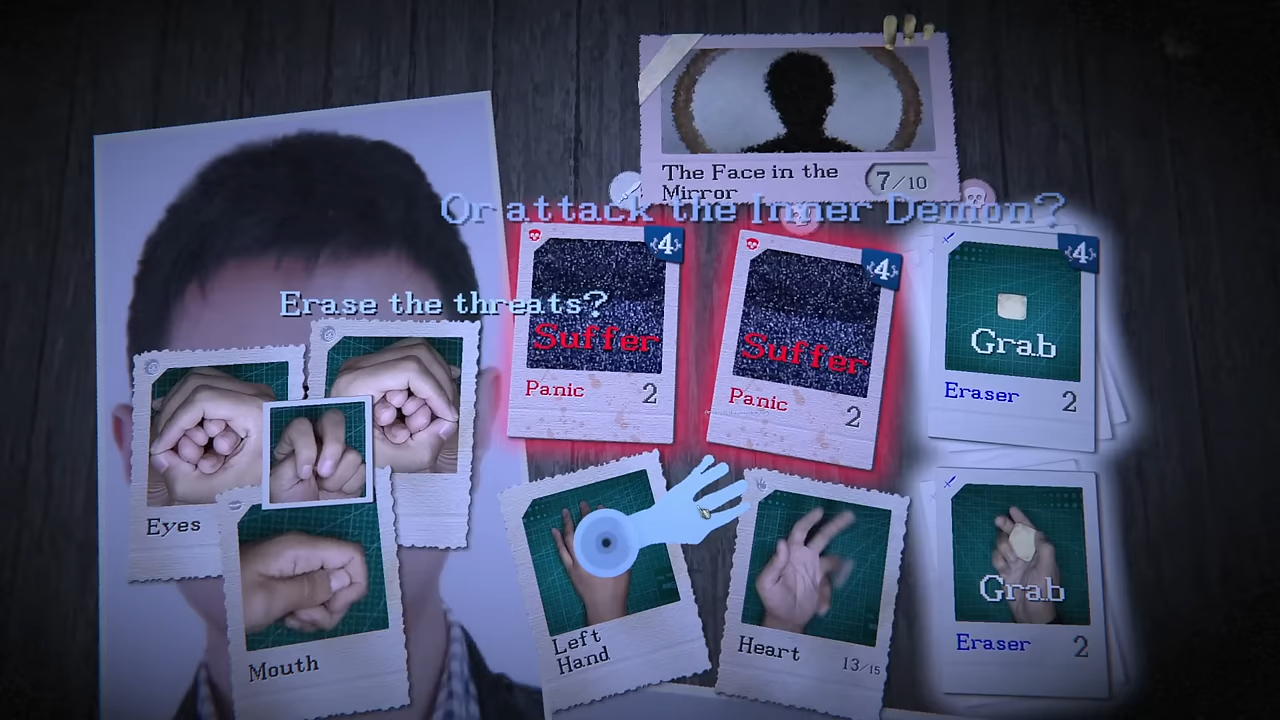 The Face in the
Mirror
7/10
Or attack the Inner Demon?
Erase the threats?
4
Suffer
Panic
2
4
Suffer
Panic
2
4
Grab
Eraser
2
Eyes
Mouth
Left
Hand
Heart
13/15
Grab
Eraser
2